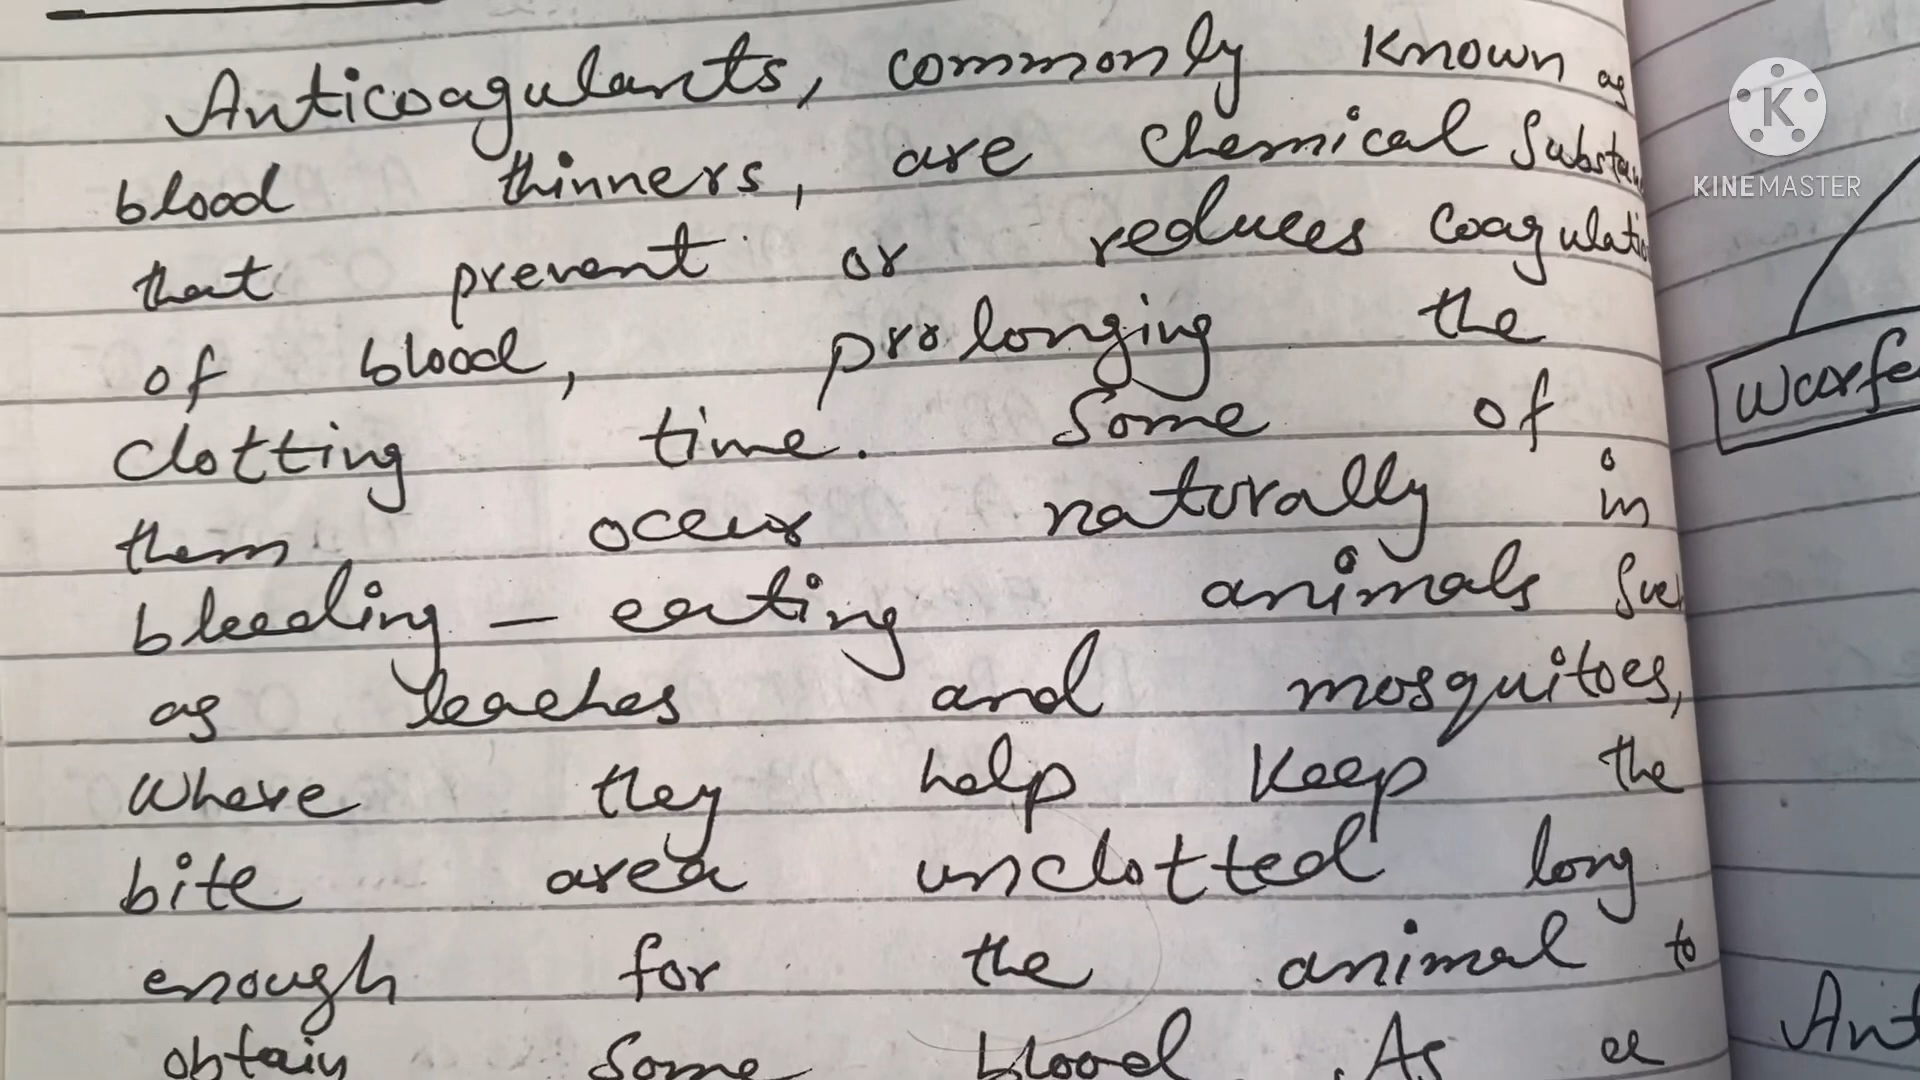 Anticoagulants, commonly known as
blood thinners, are chemical
that prevent or reduces
of blood, prolonging the
clotting time. Some of
them occur naturally in
bleeding - eating animals
as leaches and mosquitoes,
where they help keep the
bite area unclotted long
enough for the animal to
obtain some blood. As a
KINEMASTER